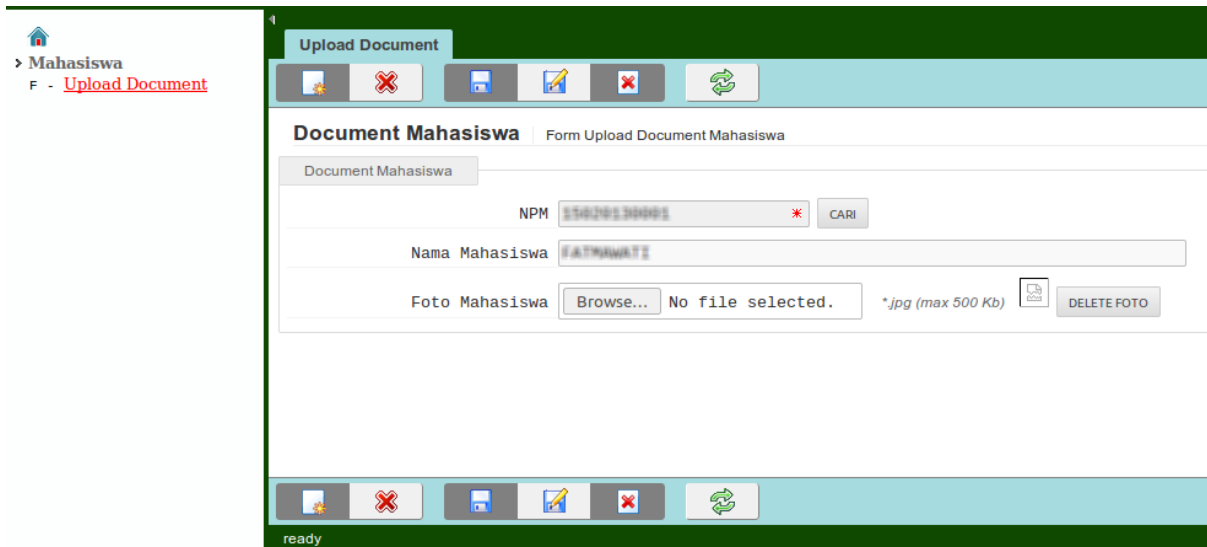 Mahasiswa
F - Upload Document
Upload Document
Document Mahasiswa Form Upload Document Mahasiswa
Document Mahasiswa
NPM CARI
Nama Mahasiswa
Foto Mahasiswa Browse... No file selected. *.jpg (max 500 Kb) DELETE FOTO
ready